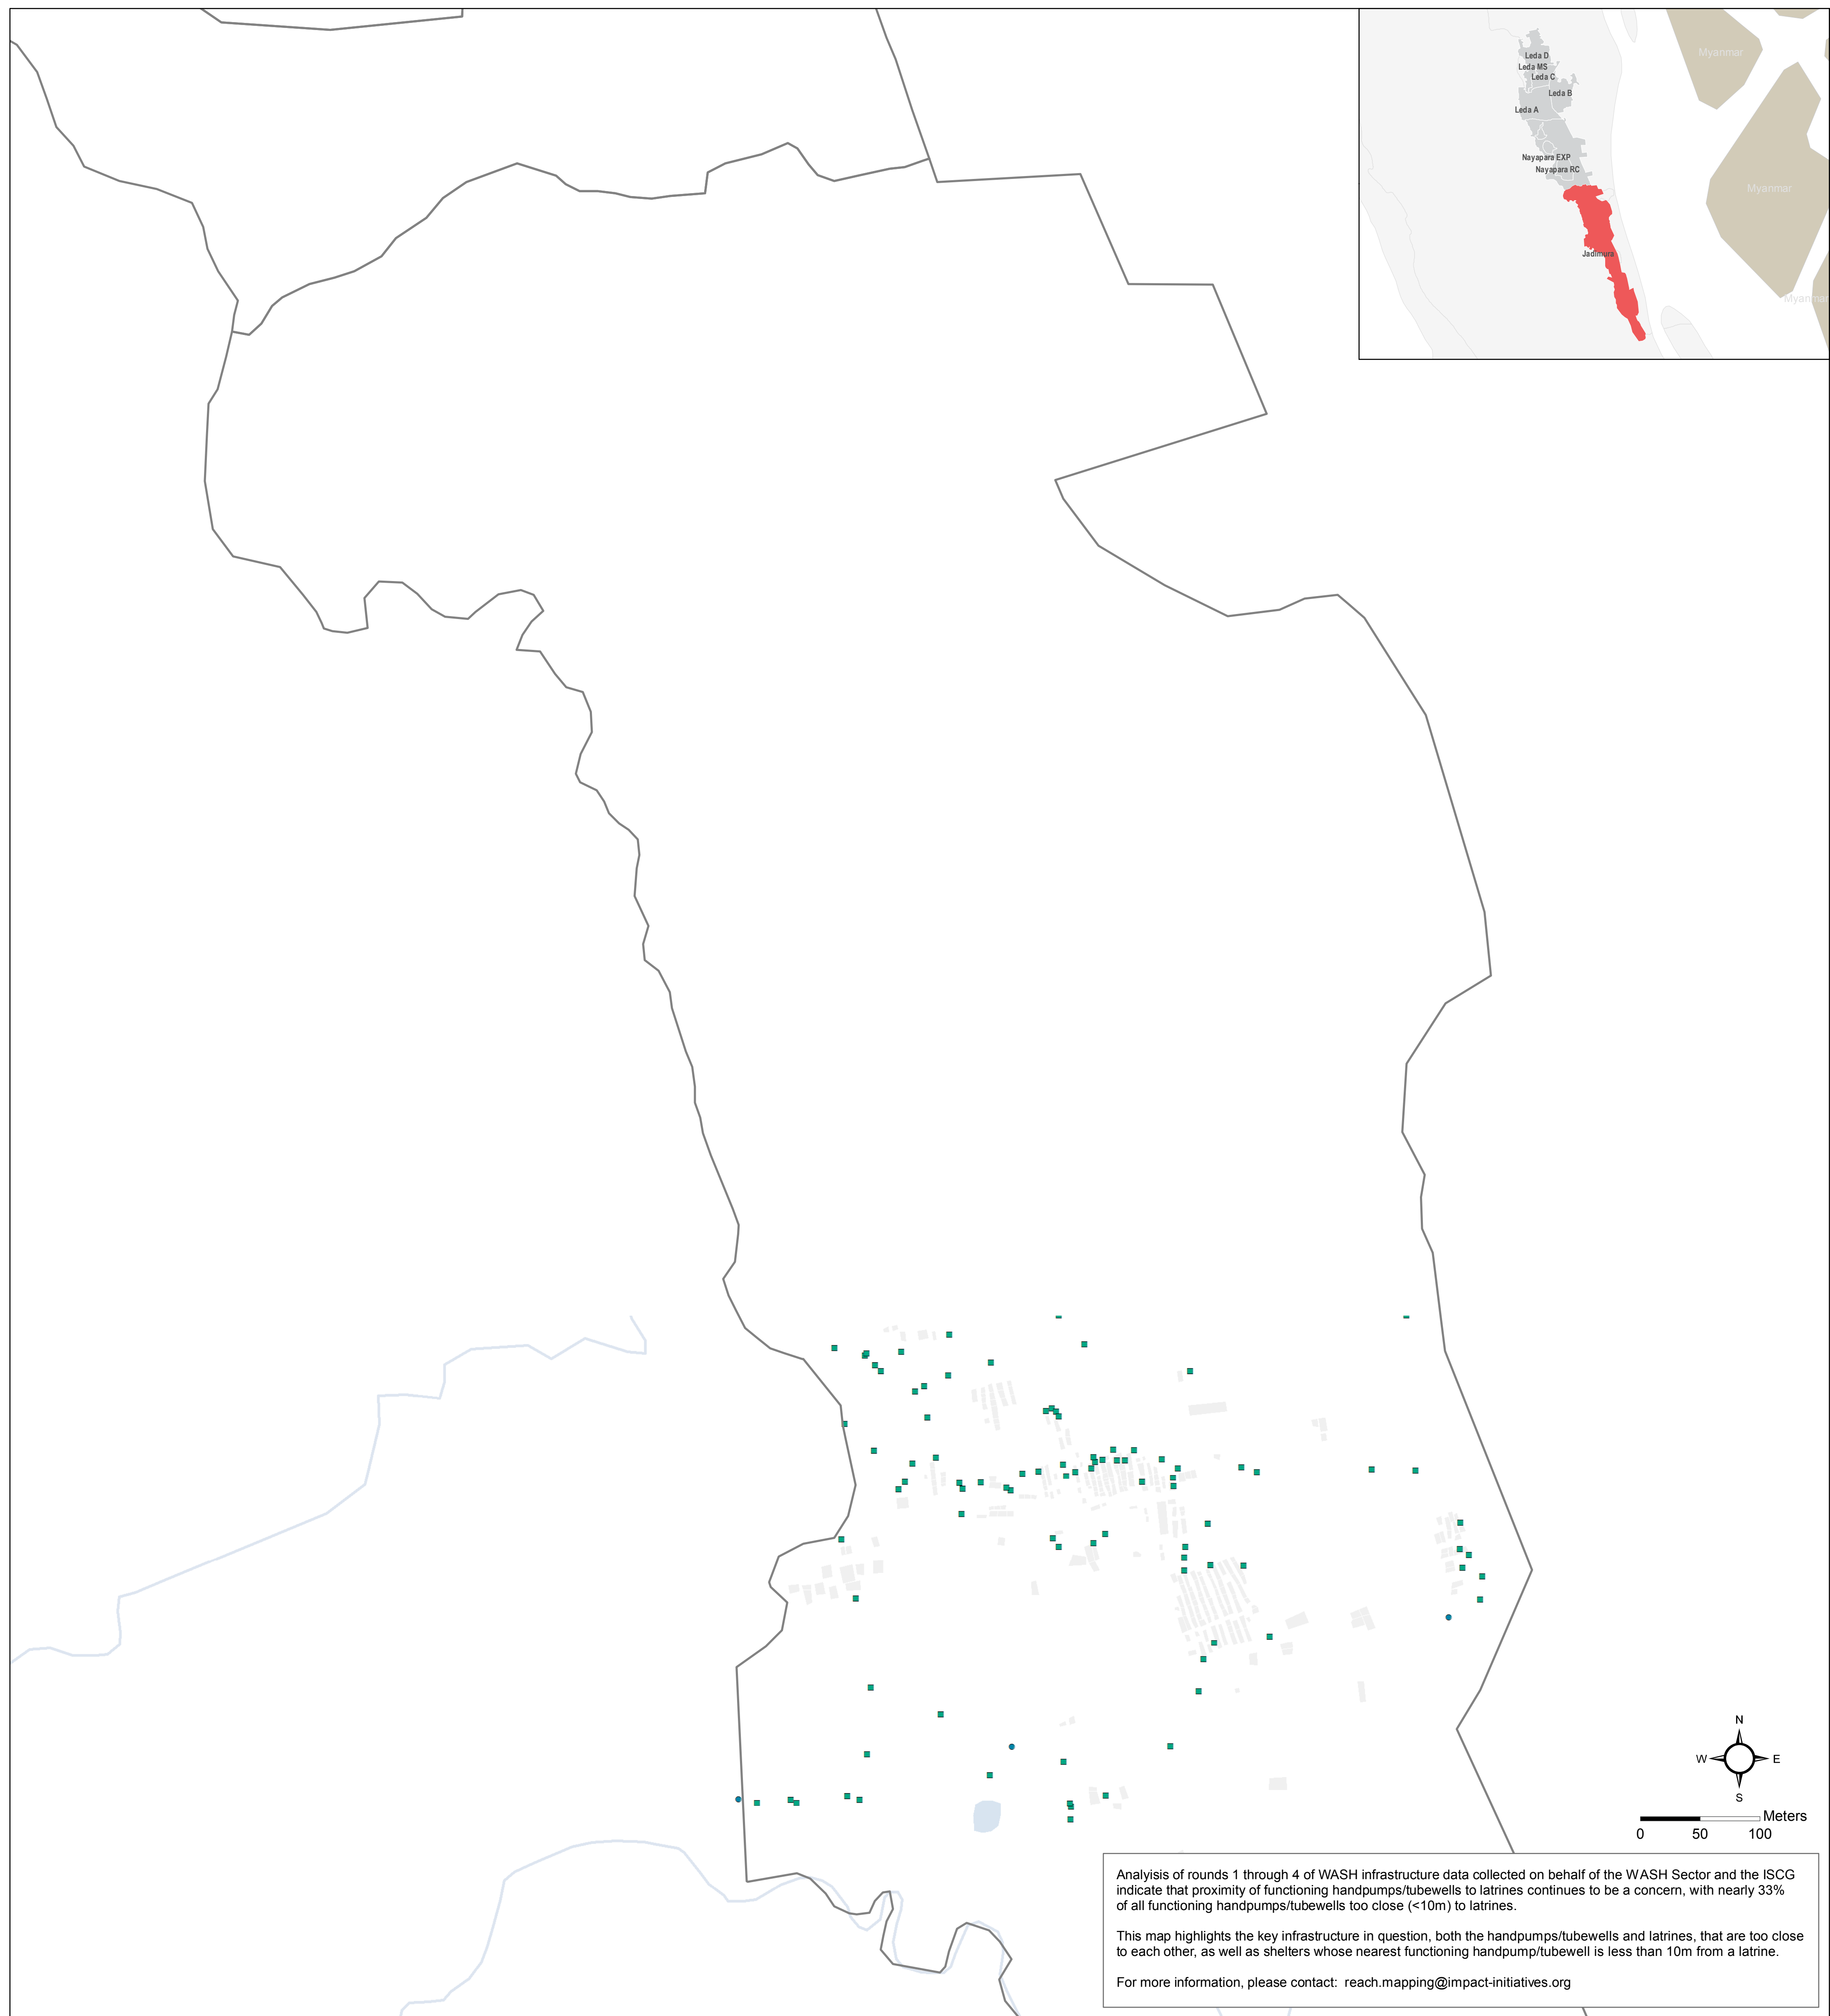 Myanmar
Leda D
Leda MS
Leda C
Leda B
Leda A
Nayapara EXP
Nayapara RC
Myanmar
Jadimura
Myanmar
N
W E
S
Meters
0 50 100
Analyisis of rounds 1 through 4 of WASH infrastructure data collected on behalf of the WASH Sector and the ISCG
indicate that proximity of functioning handpumps/tubewells to latrines continues to be a concern, with nearly 33%
of all functioning handpumps/tubewells too close (<10m) to latrines.
This map highlights the key infrastructure in question, both the handpumps/tubewells and latrines, that are too close
to each other, as well as shelters whose nearest functioning handpump/tubewell is less than 10m from a latrine.
For more information, please contact: reach.mapping@impact-initiatives.org